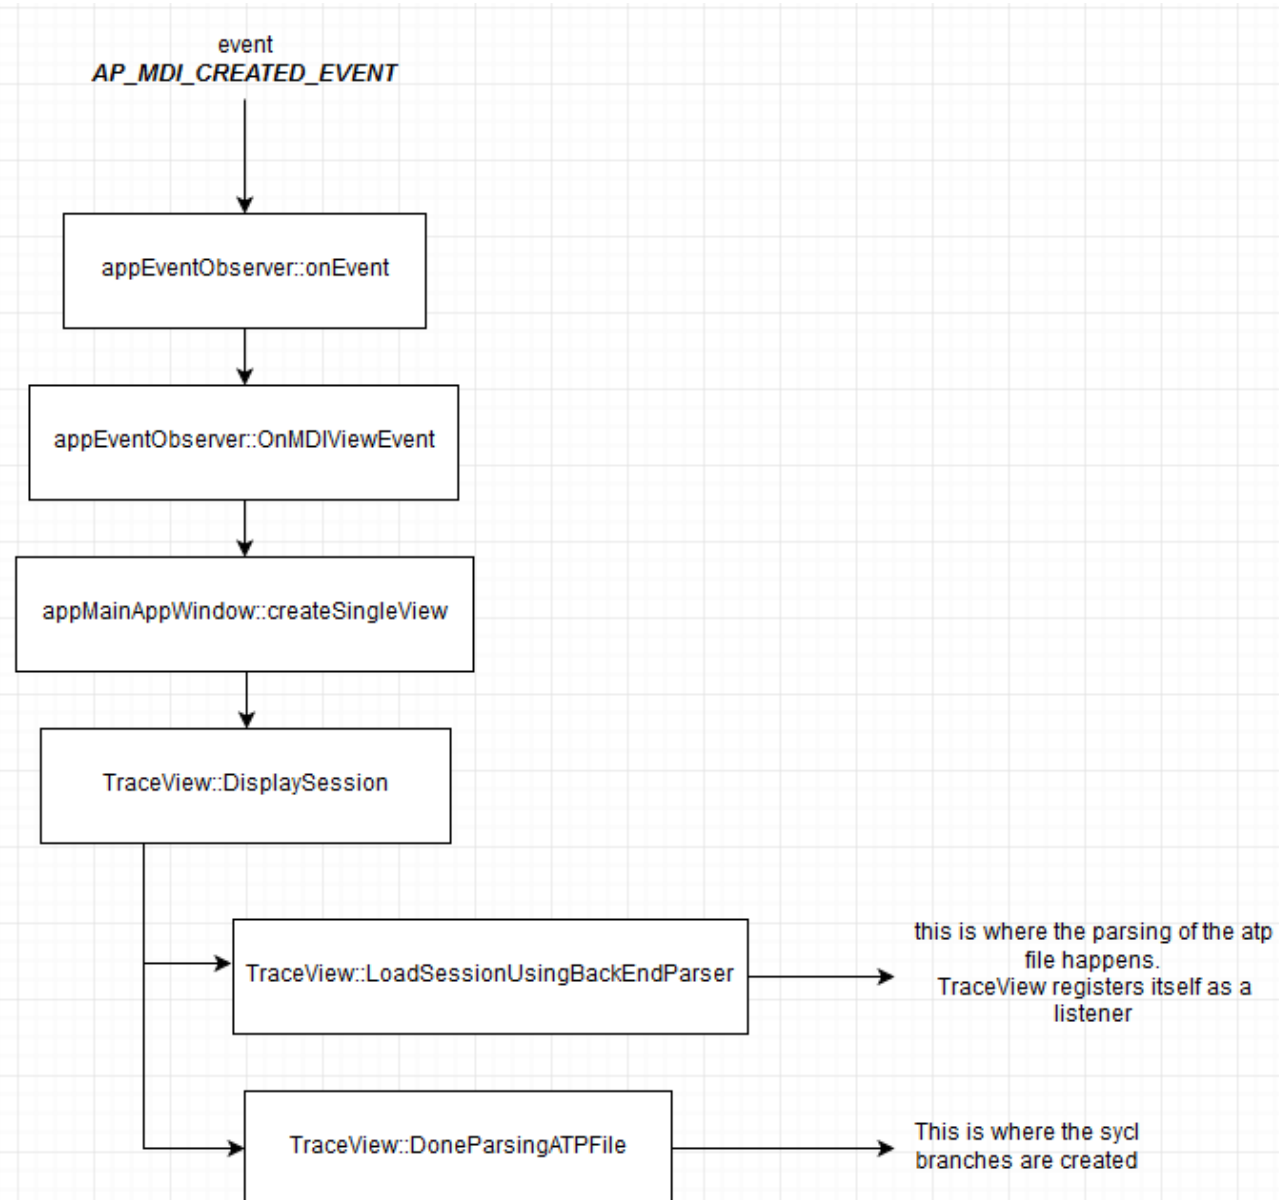 event
AP_MDI_CREATED_EVENT
appEventObserver::onEvent
appEventObserver::OnMDIViewEvent
appMainAppWindow::createSingleView
TraceView::DisplaySession
TraceView::LoadSessionUsingBackEndParser
this is where the parsing of the atp
file happens.
TraceView registers itself as a
listener
TraceView::DoneParsingATPFile
This is where the sycl
branches are created